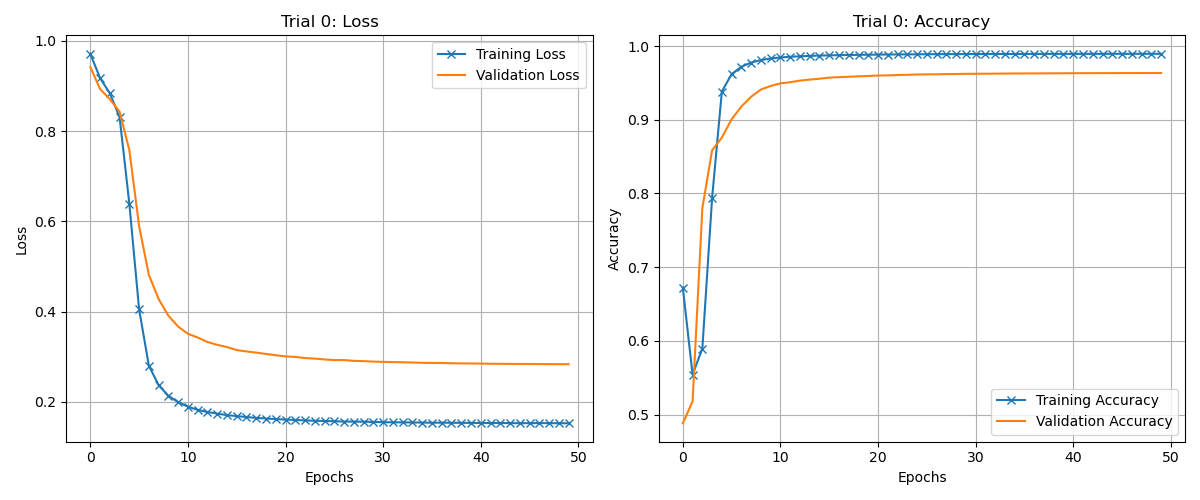 Trial 0: Loss
1.0
0.8
0.6
0.4
0.2
Loss
0
10
20
30
40
50
Epochs
Training Loss
Validation Loss
Trial 0: Accuracy
1.0
0.9
0.8
0.7
0.6
0.5
Accuracy
0
10
20
30
40
50
Epochs
Training Accuracy
Validation Accuracy